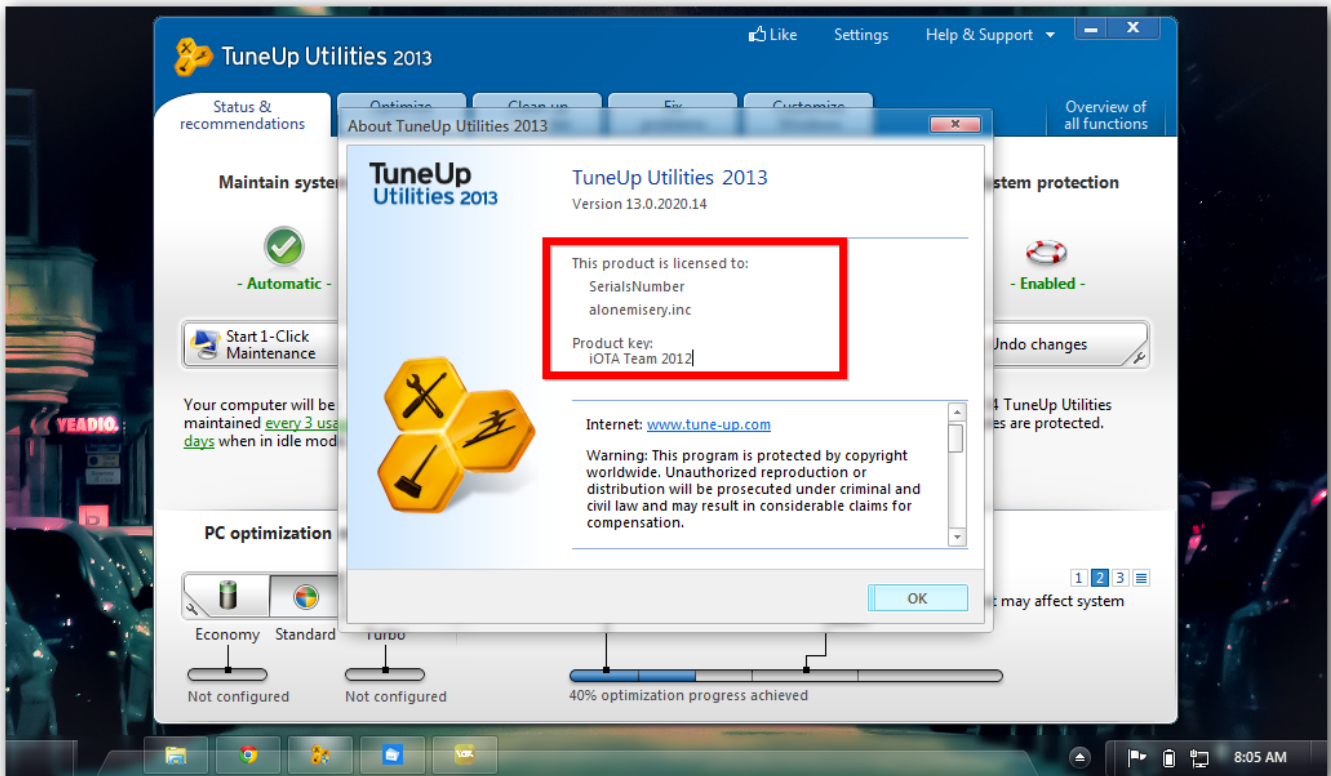 TuneUp Utilities 2013
Like Settings Help & Support
Status &
recommendations
Optimize
Clean up
Fix
Customize
Overview of
all functions
About TuneUp Utilities 2013
Maintain syste
stem protection
TuneUp
Utilities 2013
TuneUp Utilities 2013
Version 13.0.2020.14
This product is licensed to:
SerialsNumber
alonemisery.inc
Product key:
iOTA Team 2012
- Automatic -
- Enabled -
Start 1-Click
Maintenance
Undo changes
Your computer will be
maintained every 3 usa
days when in idle mod
4 TuneUp Utilities
es are protected.
Internet: www.tune-up.com
Warning: This program is protected by copyright
worldwide. Unauthorized reproduction or
distribution will be prosecuted under criminal and
civil law and may result in considerable claims for
compensation.
PC optimization
OK
1 2 3
t may affect system
Economy Standard Turbo
Not configured
Not configured
40% optimization progress achieved
YEADIO.
8:05 AM